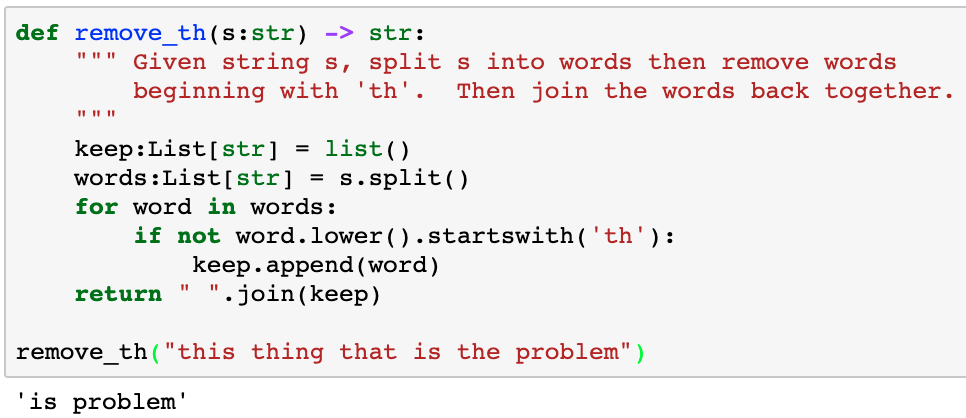 def remove_th(s:str) -> str:
    """ Given string s, split s into words then remove words
        beginning with 'th'.  Then join the words back together.
    """
    keep:List[str] = list()
    words:List[str] = s.split()
    for word in words:
        if not word.lower().startswith('th'):
            keep.append(word)
    return " ".join(keep)

remove_th("this thing that is the problem")
'is problem'